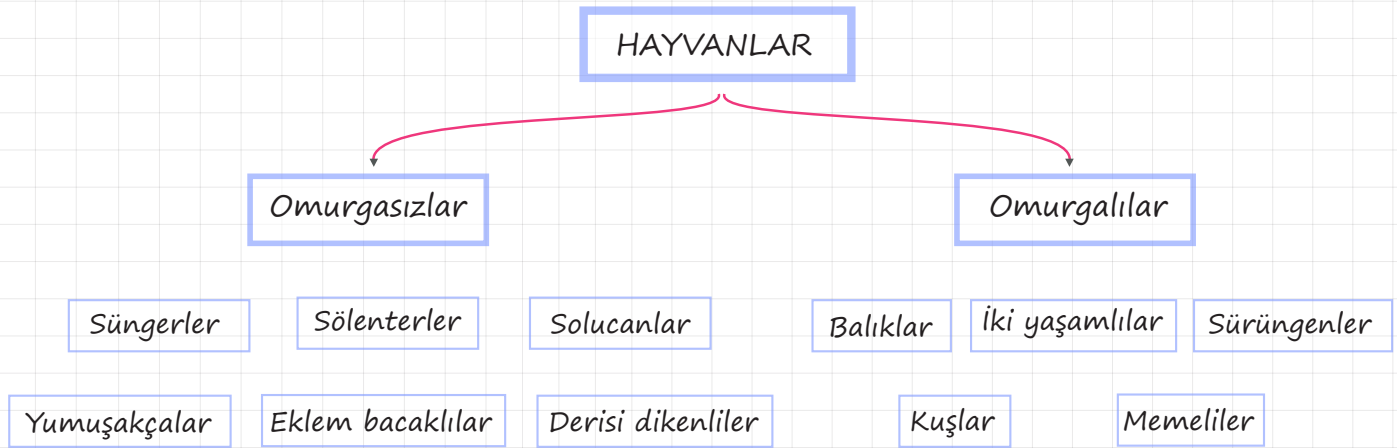 HAYVANLAR
Omurgasızlar
Omurgalılar
Süngerler
Sölenterler
Solucanlar
Balıklar
İki yaşamlılar
Sürüngenler
Yumuşakçalar
Eklem bacaklılar
Derisi dikenliler
Kuşlar
Memeliler